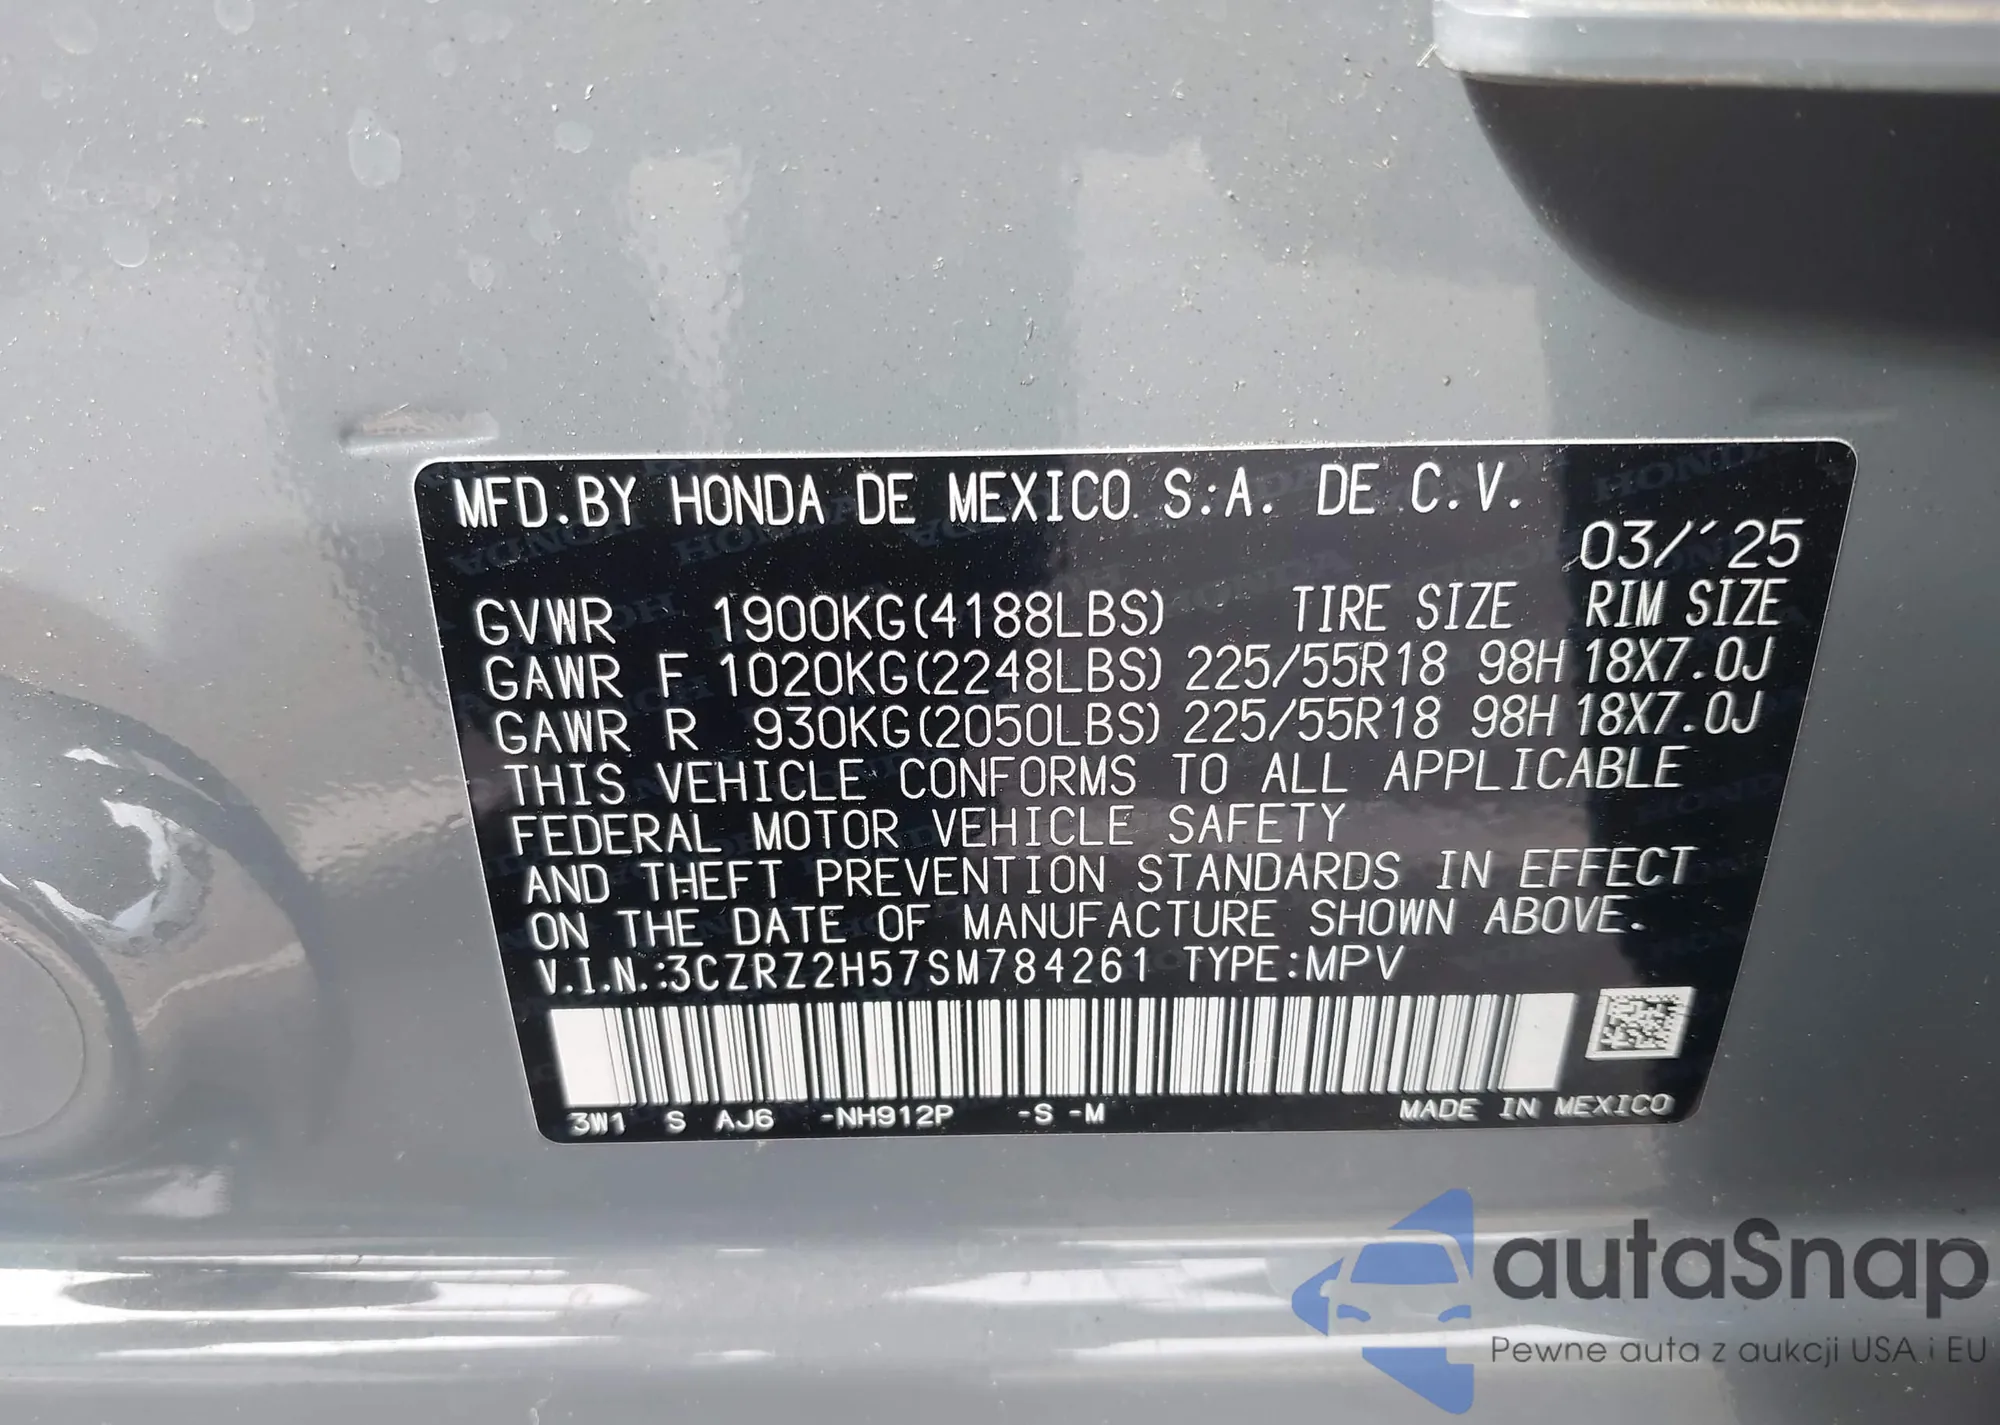 MFD.BY HONDA DE MEXICO S.A. DE C.V.
03/'25
GVWR 1900KG(4188LBS) TIRE SIZE RIM SIZE
GAWR F 1020KG(2248LBS) 225/55R18 98H 18X7.0J
GAWR R 930KG(2050LBS) 225/55R18 98H 18X7.0J
THIS VEHICLE CONFORMS TO ALL APPLICABLE
FEDERAL MOTOR VEHICLE SAFETY
AND THEFT PREVENTION STANDARDS IN EFFECT
ON THE DATE OF MANUFACTURE SHOWN ABOVE.
V.I.N.:3CZRZ2H57SM784261 TYPE:MPV
3W1 S AJ6 -NH912P -S -M MADE IN MEXICO
autaSnap
Pewne auta z aukcji USA i EU